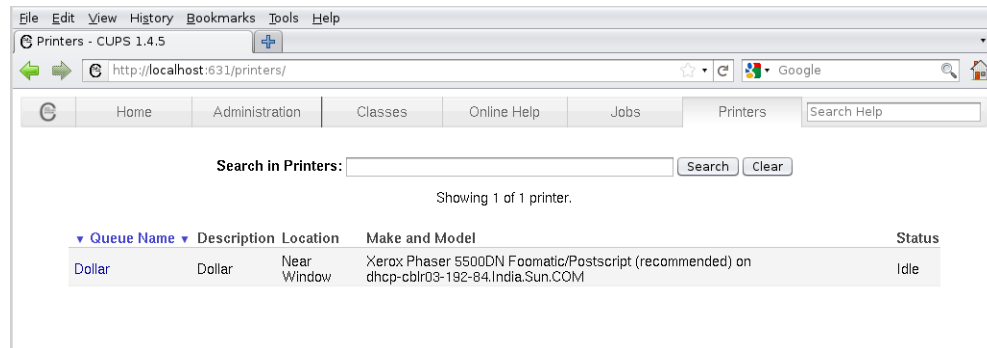 File Edit View History Bookmarks Tools Help
Printers - CUPS 1.4.5
http://localhost:631/printers/ Google
Home Administration Classes Online Help Jobs Printers Search Help
Search in Printers: Search Clear
Showing 1 of 1 printer.
▼ Queue Name ▼ Description Location Make and Model Status
Dollar Dollar Near Window Xerox Phaser 5500DN Foomatic/Postscript (recommended) on dhcp-cblr03-192-84.India.Sun.COM Idle